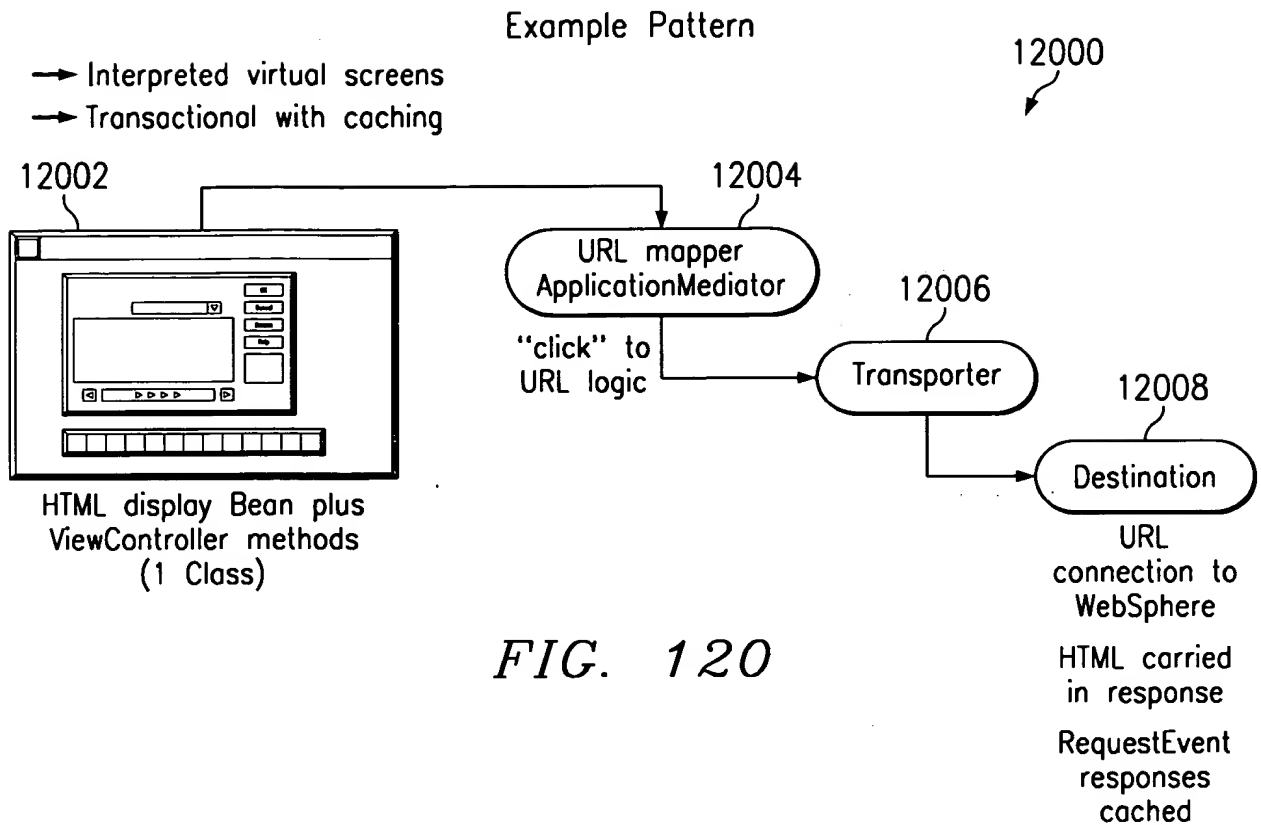 Example Pattern
12000
→ Interpreted virtual screens
→ Transactional with caching
12002
12004
URL mapper
ApplicationMediator
12006
"click" to
URL logic
Transporter
12008
Destination
HTML display Bean plus
ViewController methods
(1 Class)
URL
connection to
WebSphere
HTML carried
in response
RequestEvent
responses
cached
FIG. 120
Help